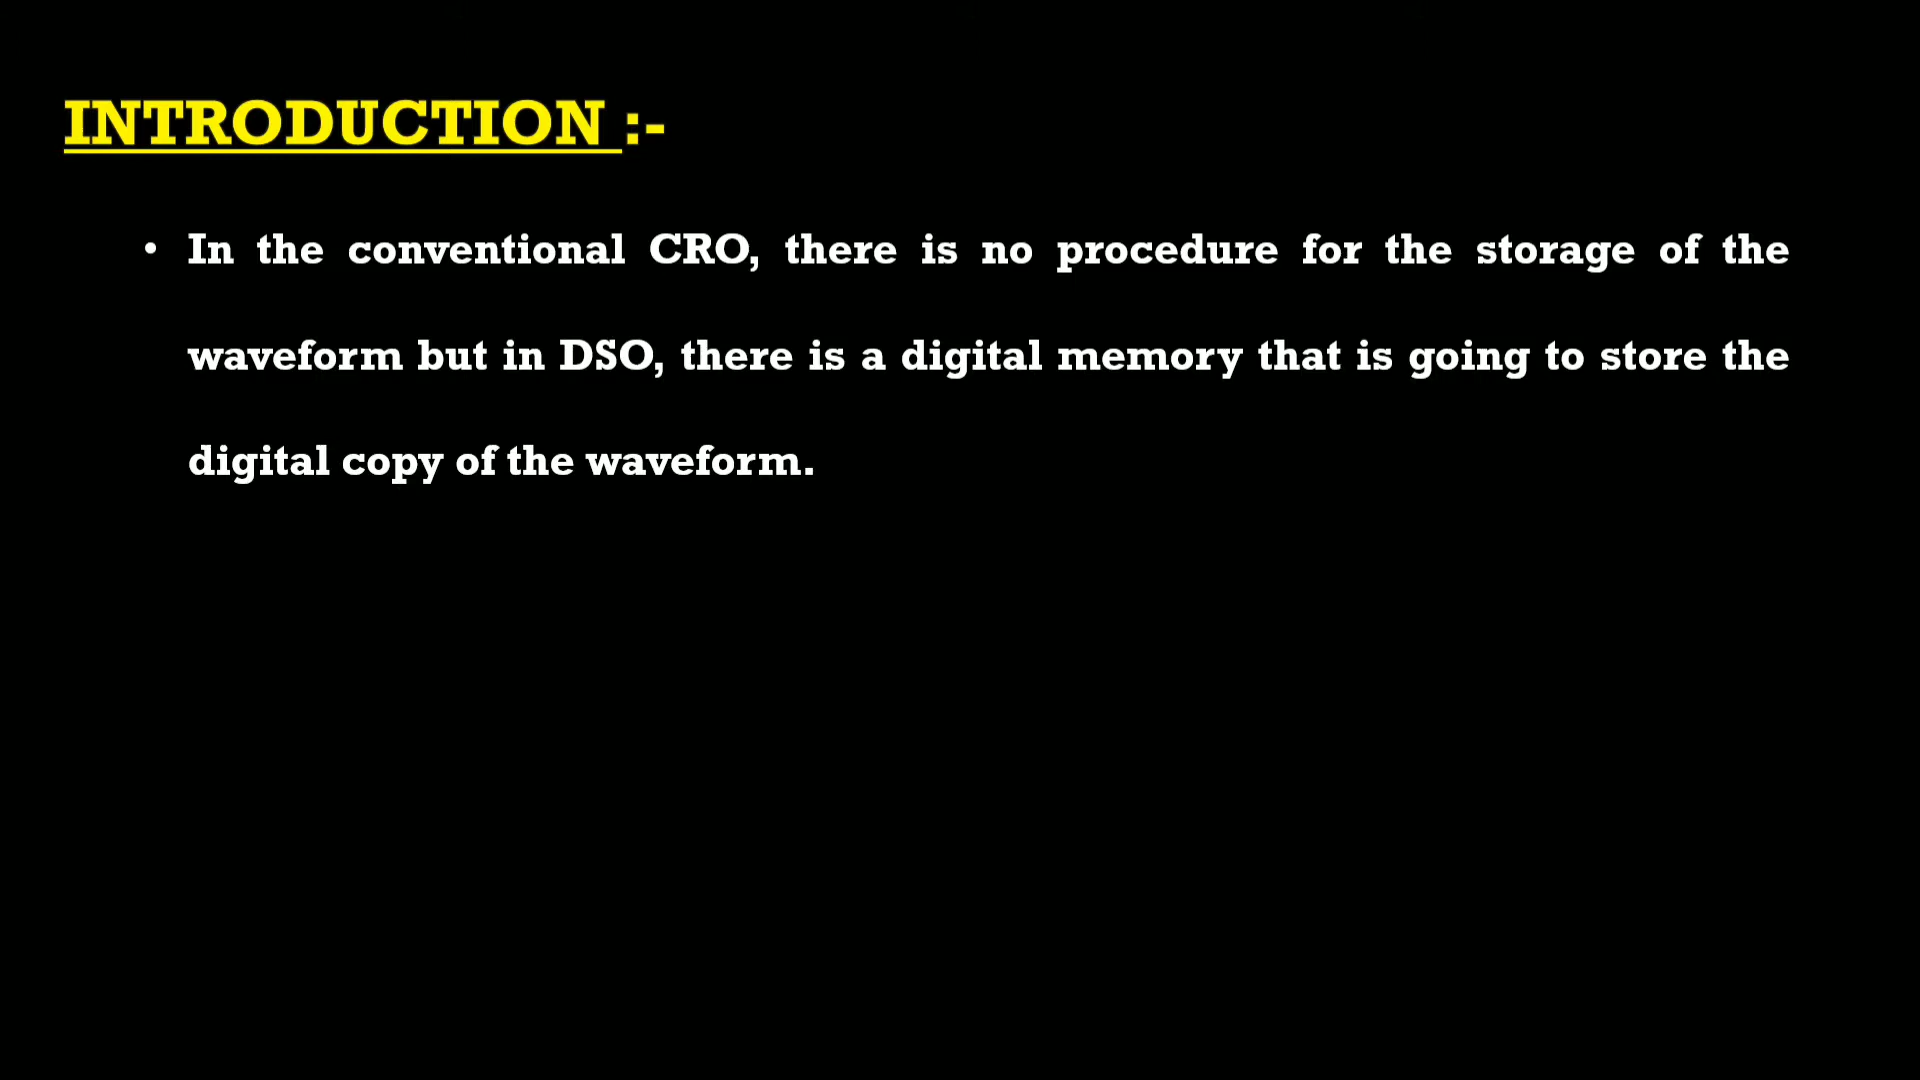 INTRODUCTION :-
• In the conventional CRO, there is no procedure for the storage of the
waveform but in DSO, there is a digital memory that is going to store the
digital copy of the waveform.